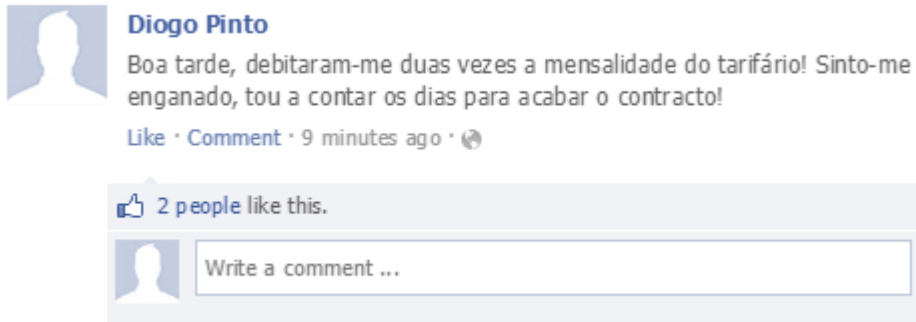 Diogo Pinto
Boa tarde, debitaram-me duas vezes a mensalidade do tarifário! Sinto-me
enganado, tou a contar os dias para acabar o contracto!
Like · Comment · 9 minutes ago ·
2 people like this.
Write a comment ...